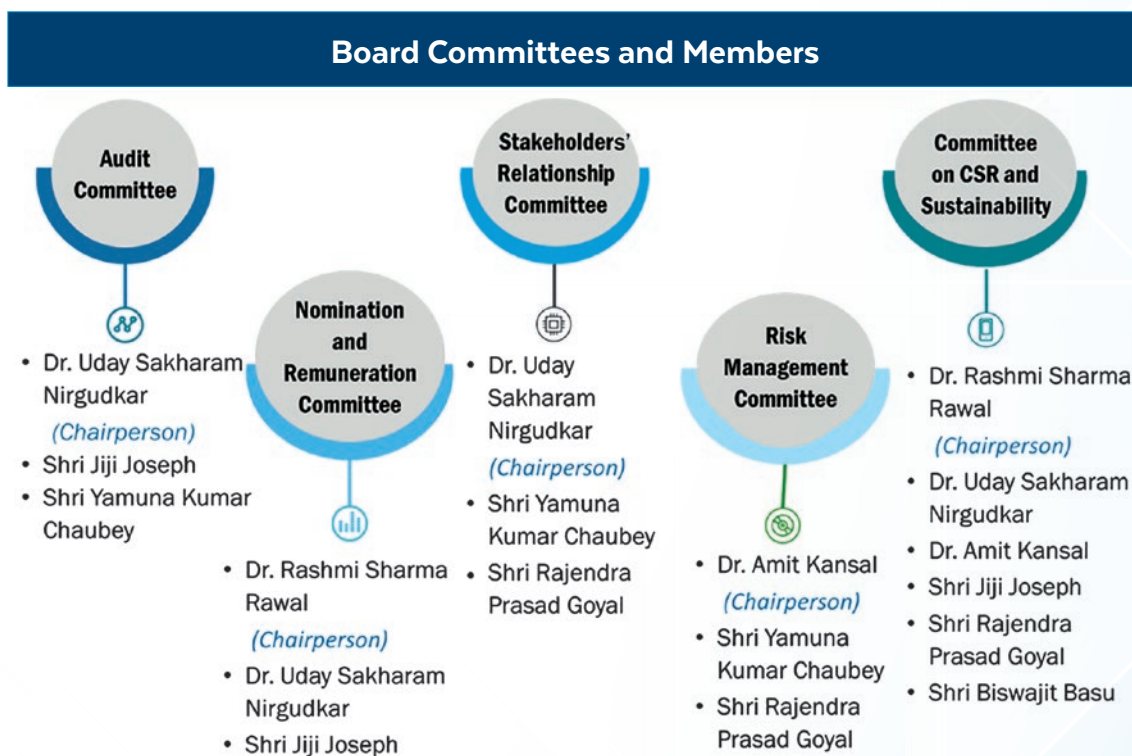 Board Committees and Members
Audit
Committee
• Dr. Uday Sakharam
Nirgudkar
(Chairperson)
• Shri Jiji Joseph
• Shri Yamuna Kumar
Chaubey
Nomination
and
Remuneration
Committee
• Dr. Rashmi Sharma
Rawal
(Chairperson)
• Dr. Uday Sakharam
Nirgudkar
• Shri Jiji Joseph
Stakeholders'
Relationship
Committee
• Dr. Uday
Sakharam
Nirgudkar
(Chairperson)
• Shri Yamuna
Kumar Chaubey
• Shri Rajendra
Prasad Goyal
Risk
Management
Committee
• Dr. Amit Kansal
(Chairperson)
• Shri Yamuna
Kumar Chaubey
• Shri Rajendra
Prasad Goyal
Committee
on CSR and
Sustainability
• Dr. Rashmi Sharma
Rawal
(Chairperson)
• Dr. Uday Sakharam
Nirgudkar
• Dr. Amit Kansal
• Shri Jiji Joseph
• Shri Rajendra
Prasad Goyal
• Shri Biswajit Basu